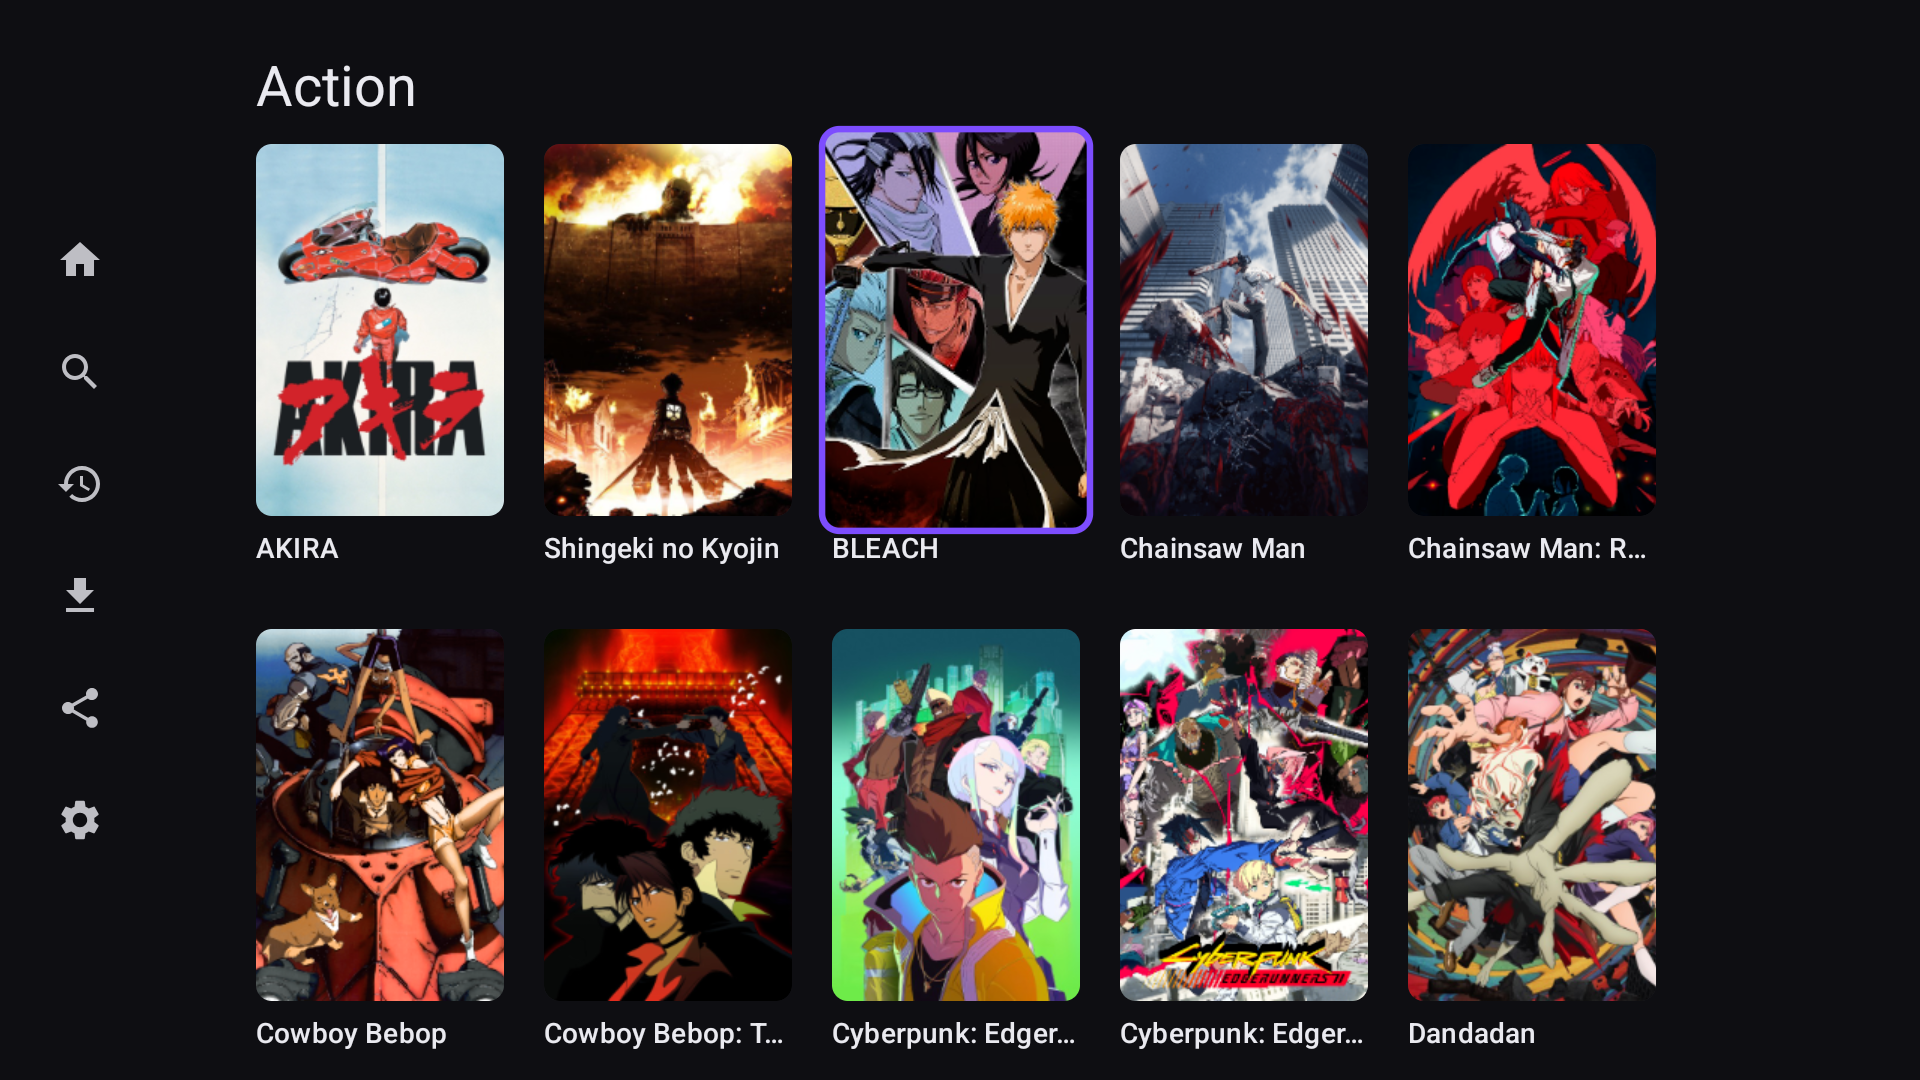 Action
AKIRA
アキラ
AKIRA
Shingeki no Kyojin
BLEACH
Chainsaw Man
Chainsaw Man: R...
CYBERPUNK
EDGERUNNERS
Cowboy Bebop
Cowboy Bebop: T...
Cyberpunk: Edger...
Cyberpunk: Edger...
Dandadan